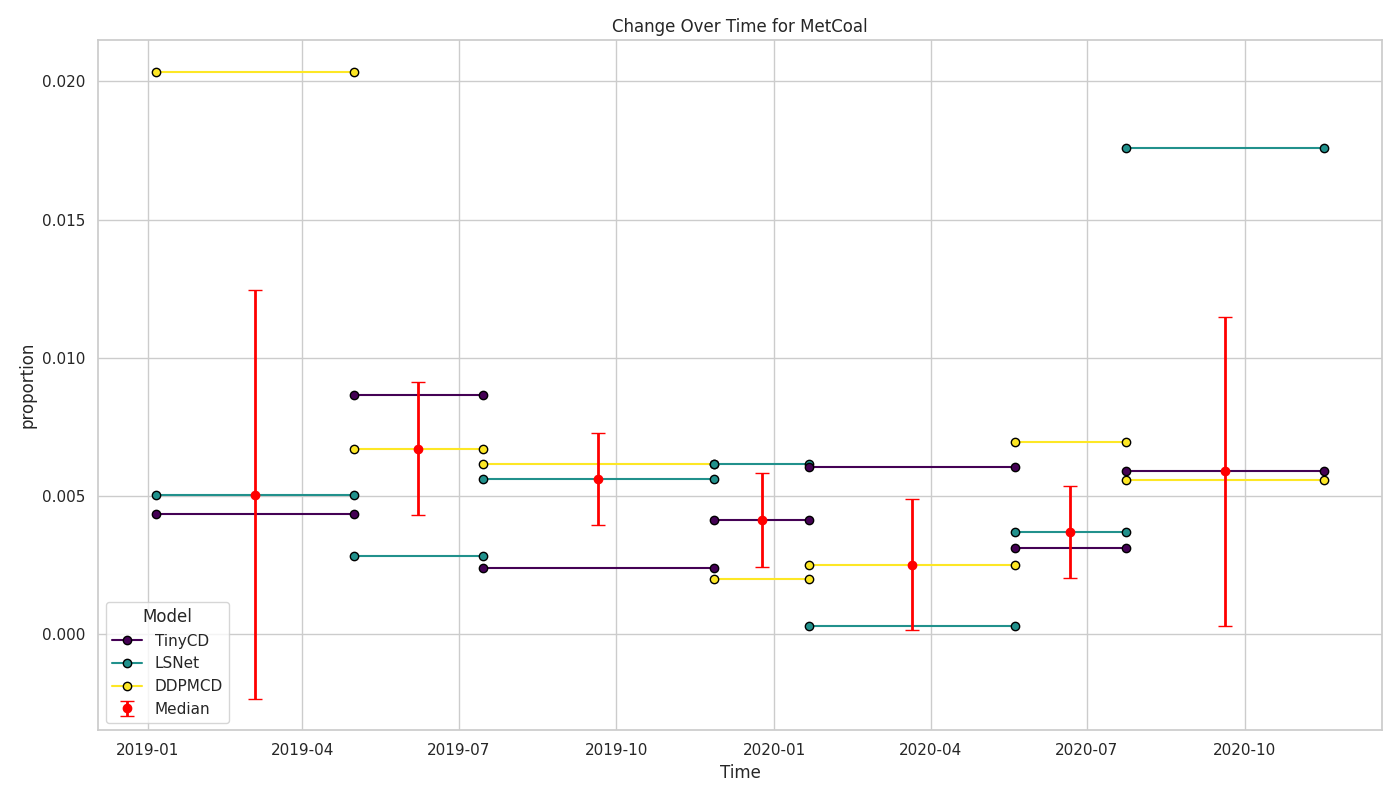 Change Over Time for MetCoal
proportion
0.020
0.015
0.010
0.005
0.000
Model
TinyCD
LSNet
DDPMCD
Median
2019-01 2019-04 2019-07 2019-10 2020-01 2020-04 2020-07 2020-10
Time